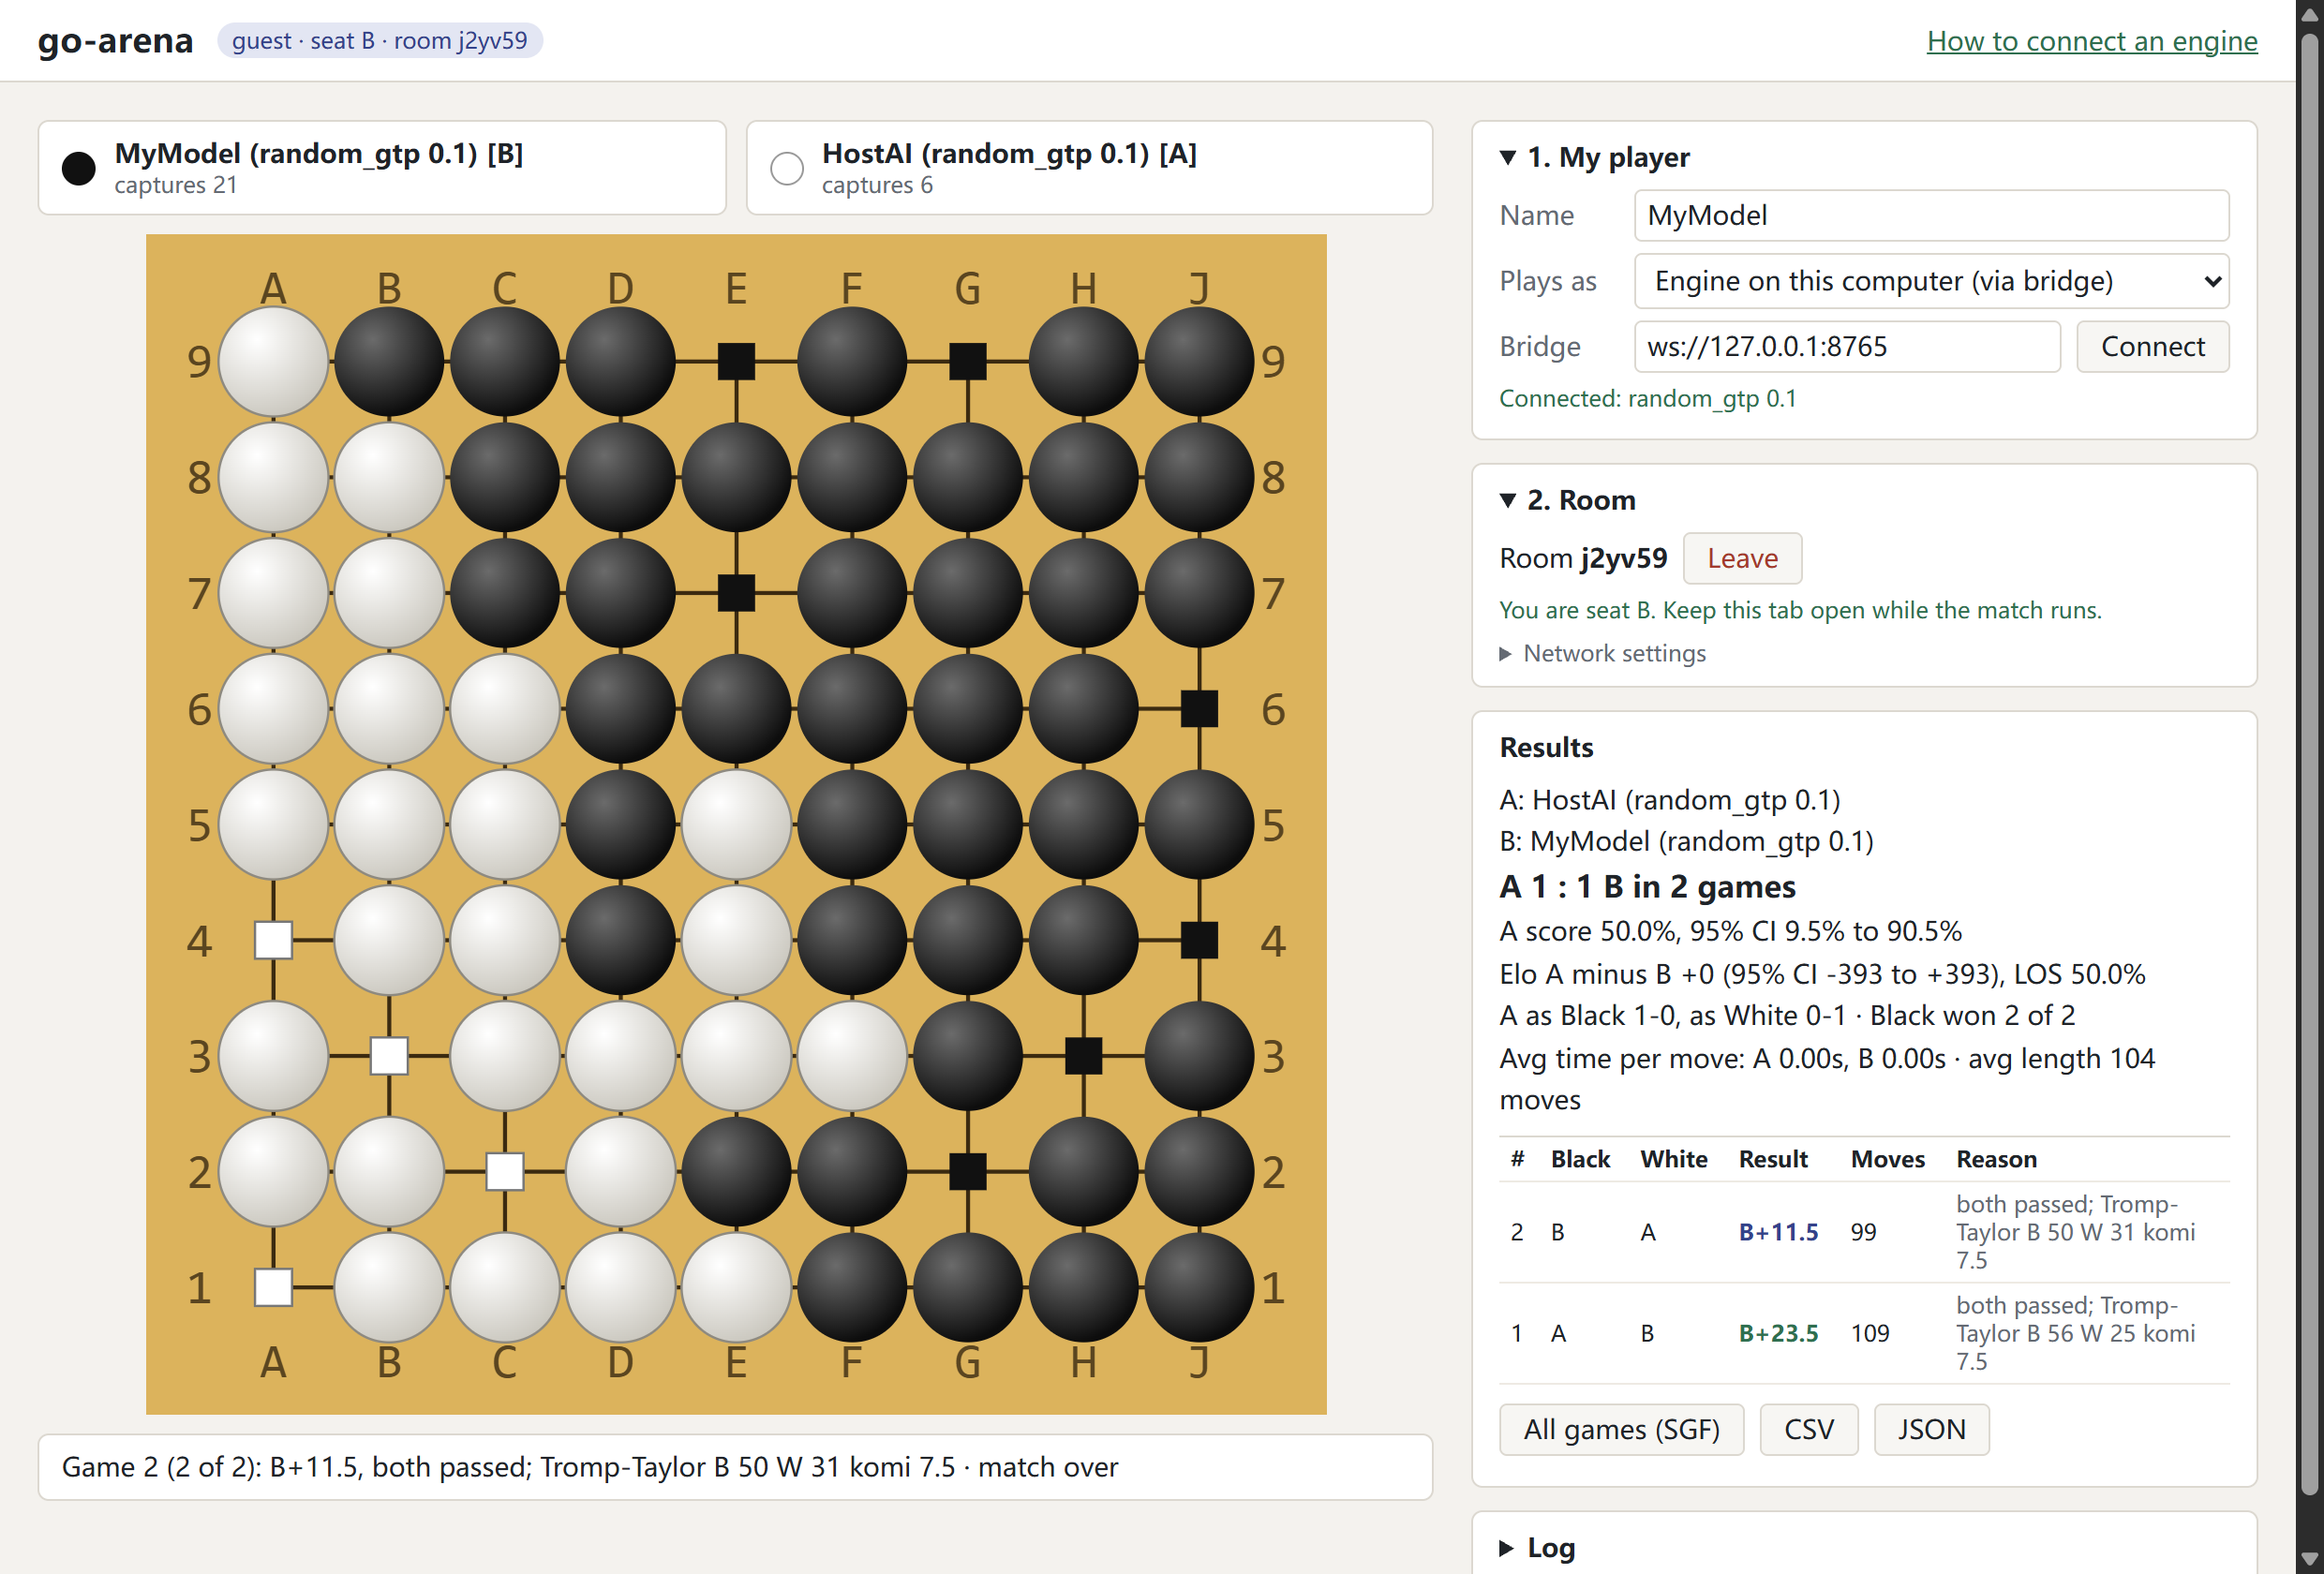 go-arena
guest · seat B · room j2yv59
How to connect an engine
MyModel (random_gtp 0.1) [B]
captures 21
HostAI (random_gtp 0.1) [A]
captures 6
A B C D E F G H J
9 9
8 8
7 7
6 6
5 5
4 4
3 3
2 2
1 1
A B C D E F G H J
Game 2 (2 of 2): B+11.5, both passed; Tromp-Taylor B 50 W 31 komi 7.5 · match over
▼ 1. My player
Name MyModel
Plays as Engine on this computer (via bridge)
Bridge ws://127.0.0.1:8765 Connect
Connected: random_gtp 0.1
▼ 2. Room
Room j2yv59 Leave
You are seat B. Keep this tab open while the match runs.
▶ Network settings
Results
A: HostAI (random_gtp 0.1)
B: MyModel (random_gtp 0.1)
A 1 : 1 B in 2 games
A score 50.0%, 95% CI 9.5% to 90.5%
Elo A minus B +0 (95% CI -393 to +393), LOS 50.0%
A as Black 1-0, as White 0-1 · Black won 2 of 2
Avg time per move: A 0.00s, B 0.00s · avg length 104
moves
# Black White Result Moves Reason
2 B A B+11.5 99 both passed; Tromp-
Taylor B 50 W 31 komi
7.5
1 A B B+23.5 109 both passed; Tromp-
Taylor B 56 W 25 komi
7.5
All games (SGF) CSV JSON
▶ Log